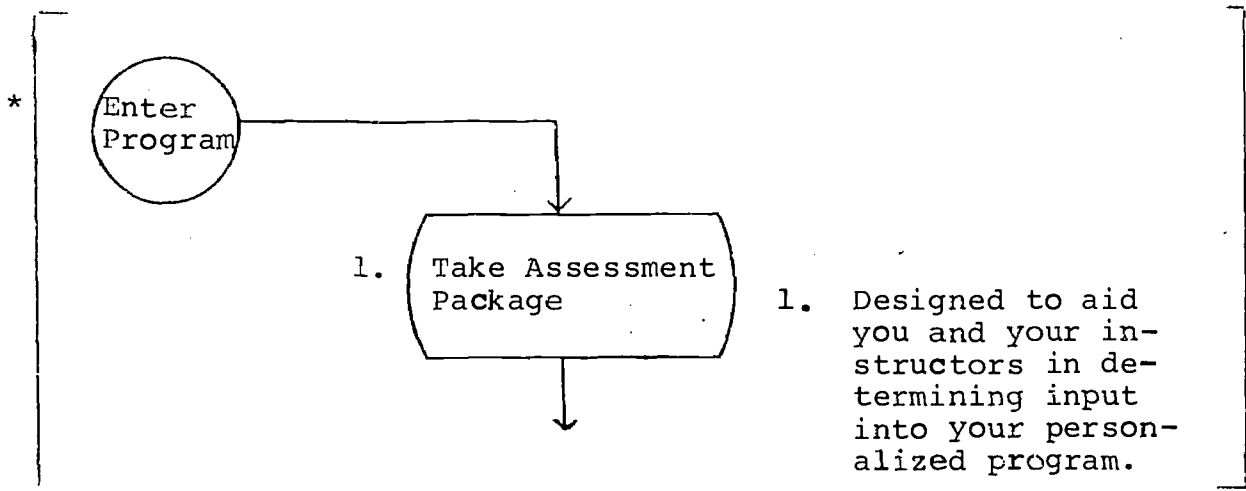 *
Enter
Program
1. Take Assessment
Package
1. Designed to aid
you and your in-
structors in de-
termining input
into your person-
alized program.